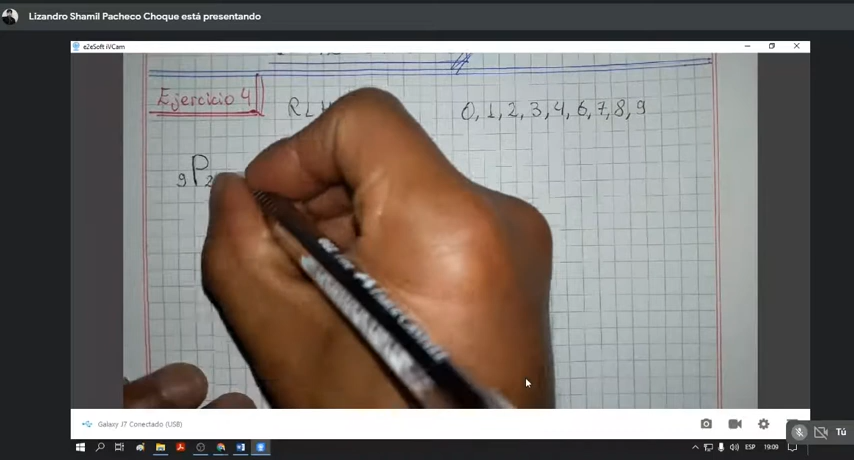 Lizandro Shamil Pacheco Choque está presentando
e2eSoft iVCam
Ejercicio 4
0, 1, 2, 3, 4, 6, 7, 8, 9
9P2
Galaxy J7 Conectado (USB)
Tú
ESP
19:09